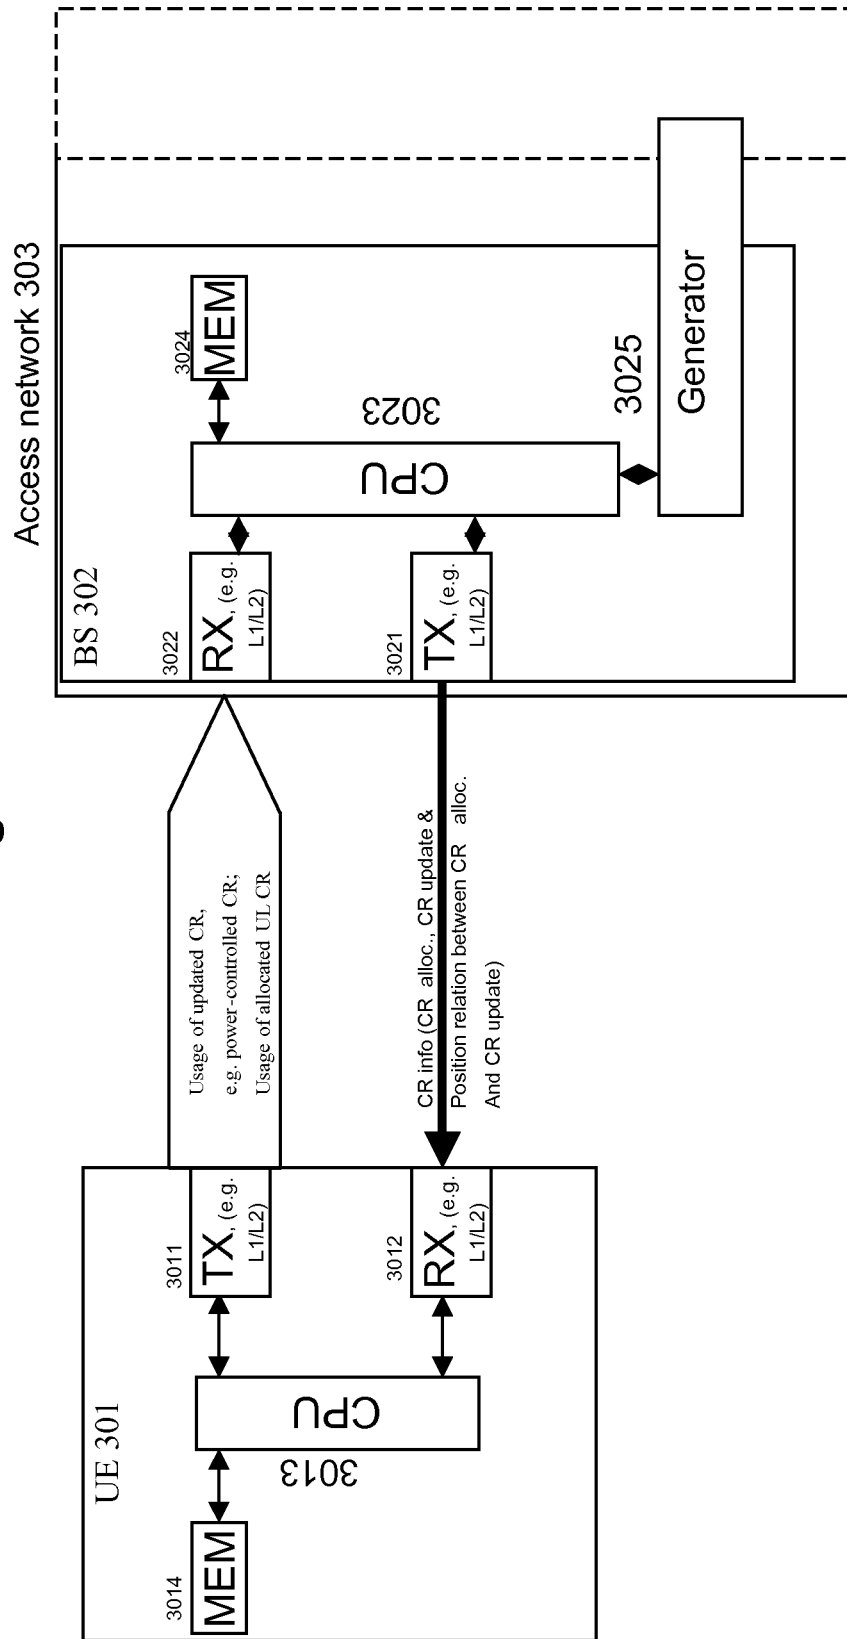 Access network 303
BS 302
3024
MEM
3023
CPU
3025
Generator
3022
RX, (e.g.
L1/L2)
3021
TX, (e.g.
L1/L2)
Usage of updated CR,
e.g. power-controlled CR;
Usage of allocated UL CR
CR info (CR alloc., CR update &
Position relation between CR alloc.
And CR update)
UE 301
3011
TX, (e.g.
L1/L2)
3012
RX, (e.g.
L1/L2)
CPU
3013
3014
MEM